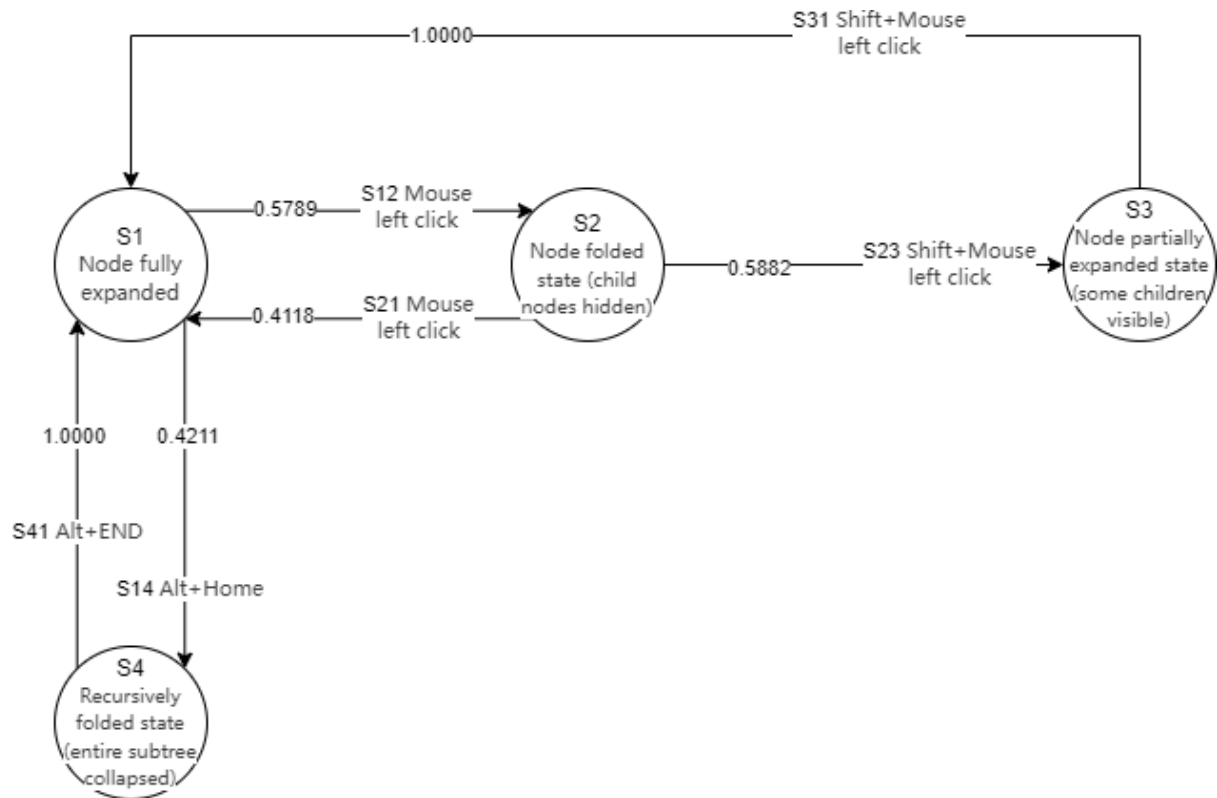 S31 Shift+Mouse
left click
1.0000
S12 Mouse
left click
0.5789
S1
Node fully
expanded
S2
Node folded
state (child
nodes hidden)
S23 Shift+Mouse
left click
0.5882
S3
Node partially
expanded state
(some children
visible)
S21 Mouse
left click
0.4118
1.0000
0.4211
S41 Alt+END
S14 Alt+Home
S4
Recursively
folded state
(entire subtree
collapsed)